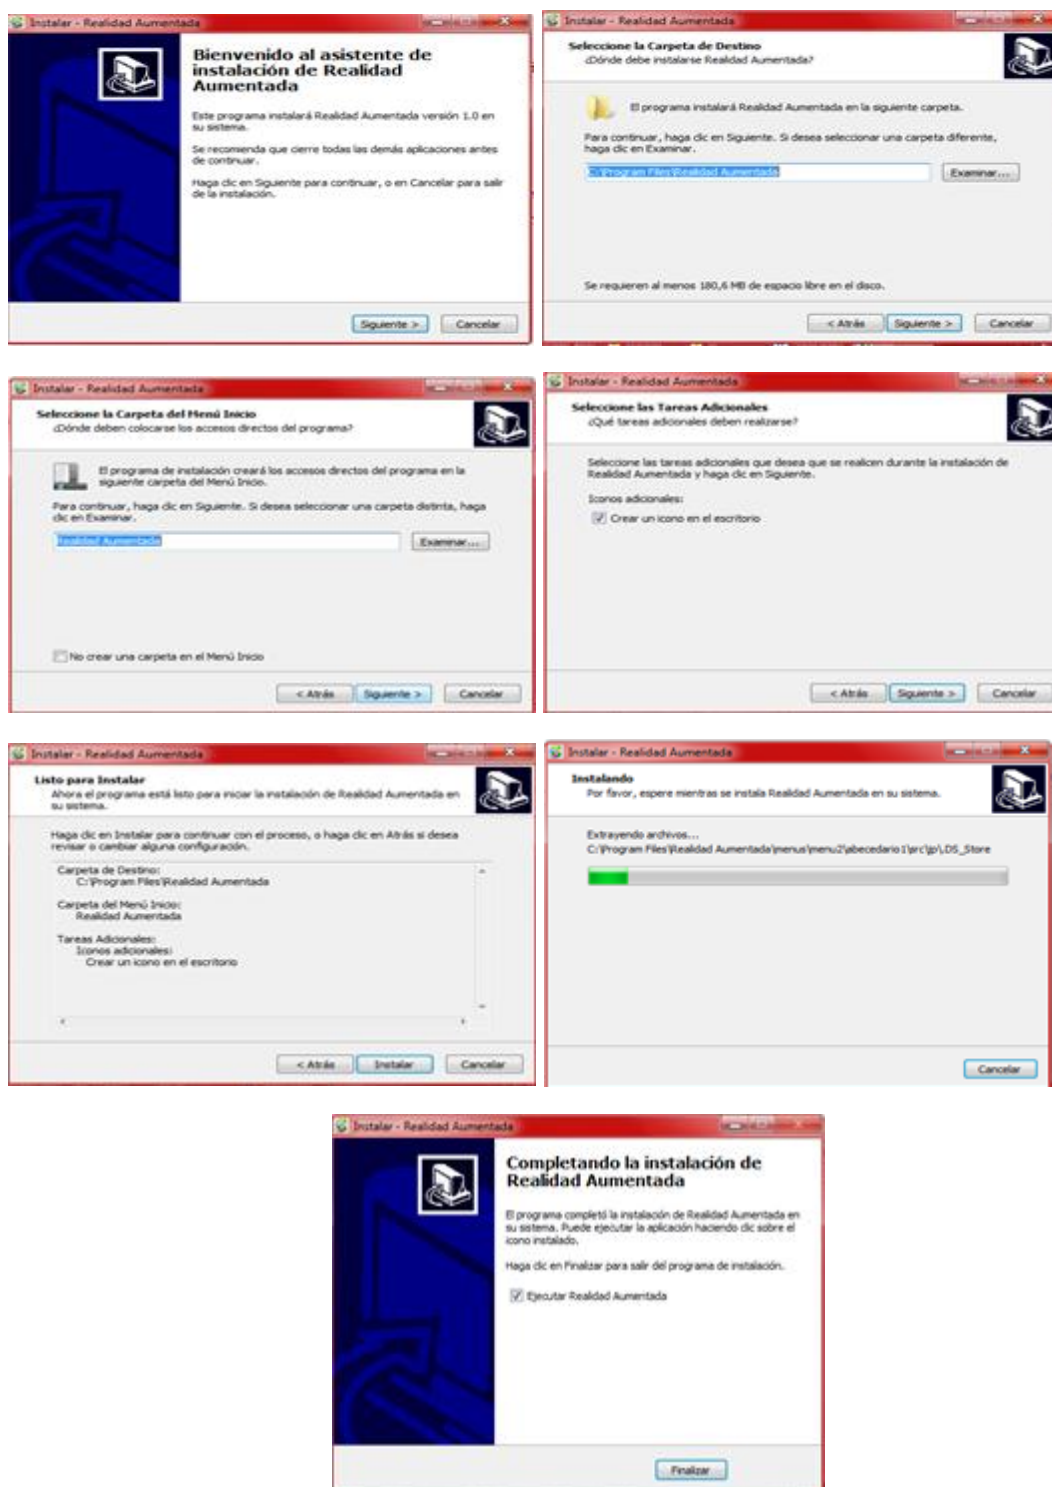 Instalar - Realidad Aumentada
Bienvenido al asistente de
instalación de Realidad
Aumentada
Este programa instalará Realidad Aumentada versión 1.0 en
su sistema.
Se recomienda que cierre todas las demás aplicaciones antes
de continuar.
Haga clic en Siguiente para continuar, o en Cancelar para salir
de la instalación.
Siguiente > Cancelar
Instalar - Realidad Aumentada
Seleccione la Carpeta de Destino
¿Dónde debe instalarse Realidad Aumentada?
El programa instalará Realidad Aumentada en la siguiente carpeta.
Para continuar, haga clic en Siguiente. Si desea seleccionar una carpeta diferente,
haga clic en Examinar.
C:\Program Files\Realidad Aumentada Examinar...
Se requieren al menos 180,6 MB de espacio libre en el disco.
< Atrás Siguiente > Cancelar
Instalar - Realidad Aumentada
Seleccione la Carpeta del Menú Inicio
¿Dónde deben colocarse los accesos directos del programa?
El programa de instalación creará los accesos directos del programa en la
siguiente carpeta del Menú Inicio.
Para continuar, haga clic en Siguiente. Si desea seleccionar una carpeta distinta, haga
clic en Examinar.
Realidad Aumentada Examinar...
No crear una carpeta en el Menú Inicio
< Atrás Siguiente > Cancelar
Instalar - Realidad Aumentada
Seleccione las Tareas Adicionales
¿Qué tareas adicionales deben realizarse?
Seleccione las tareas adicionales que desea que se realicen durante la instalación de
Realidad Aumentada y haga clic en Siguiente.
Iconos adicionales:
Crear un icono en el escritorio
< Atrás Siguiente > Cancelar
Instalar - Realidad Aumentada
Listo para Instalar
Ahora el programa está listo para iniciar la instalación de Realidad Aumentada en
su sistema.
Haga clic en Instalar para continuar con el proceso, o haga clic en Atrás si desea
revisar o cambiar alguna configuración.
Carpeta de Destino:
C:\Program Files\Realidad Aumentada
Carpeta del Menú Inicio:
Realidad Aumentada
Tareas Adicionales:
Iconos adicionales:
Crear un icono en el escritorio
< Atrás Instalar Cancelar
Instalar - Realidad Aumentada
Instalando
Por favor, espere mientras se instala Realidad Aumentada en su sistema.
Extrayendo archivos...
C:\Program Files\Realidad Aumentada\menus\menu2\abecedario1\src\jp\.DS_Store
Cancelar
Instalar - Realidad Aumentada
Completando la instalación de
Realidad Aumentada
El programa completó la instalación de Realidad Aumentada en
su sistema. Puede ejecutar la aplicación haciendo clic sobre el
icono instalado.
Haga clic en Finalizar para salir del programa de instalación.
Ejecutar Realidad Aumentada
Finalizar